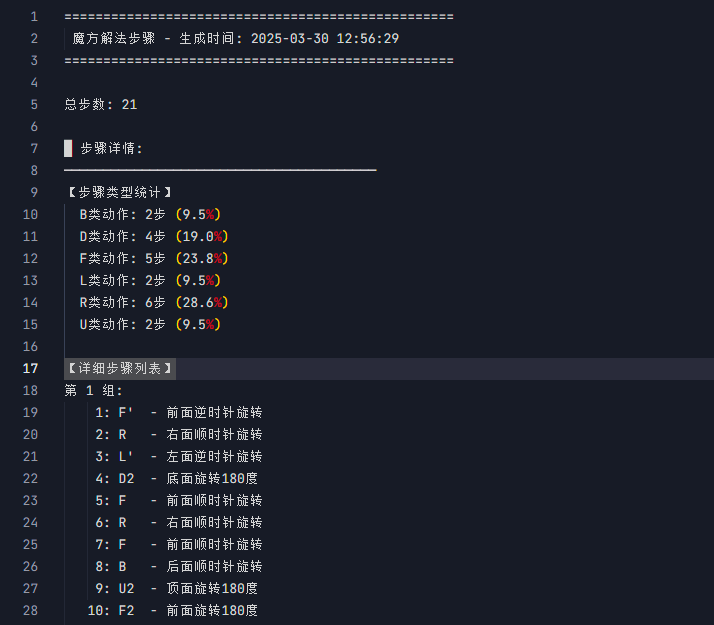 1 ==================================================
2 魔方解法步骤 - 生成时间: 2025-03-30 12:56:29
3 ==================================================
4
5 总步数: 21
6
7 步骤详情:
8 ────────────────────────────────────────
9 【步骤类型统计】
10 B类动作: 2步 (9.5%)
11 D类动作: 4步 (19.0%)
12 F类动作: 5步 (23.8%)
13 L类动作: 2步 (9.5%)
14 R类动作: 6步 (28.6%)
15 U类动作: 2步 (9.5%)
16
17 【详细步骤列表】
18 第 1 组:
19 1: F' - 前面逆时针旋转
20 2: R - 右面顺时针旋转
21 3: L' - 左面逆时针旋转
22 4: D2 - 底面旋转180度
23 5: F - 前面顺时针旋转
24 6: R - 右面顺时针旋转
25 7: F - 前面顺时针旋转
26 8: B - 后面顺时针旋转
27 9: U2 - 顶面旋转180度
28 10: F2 - 前面旋转180度